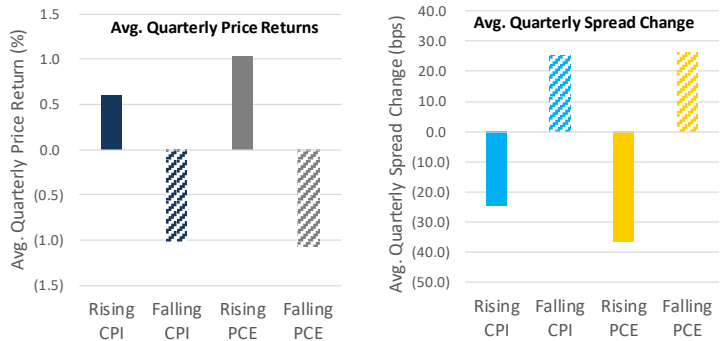 Avg. Quarterly Price Returns
Avg. Quarterly Price Return (%)
1.5
1.0
0.5
0.0
(0.5)
(1.0)
(1.5)
Rising Falling Rising Falling
CPI CPI PCE PCE
Avg. Quarterly Spread Change
Avg. Quarterly Spread Change (bps)
40.0
30.0
20.0
10.0
0.0
(10.0)
(20.0)
(30.0)
(40.0)
(50.0)
Rising Falling Rising Falling
CPI CPI PCE PCE